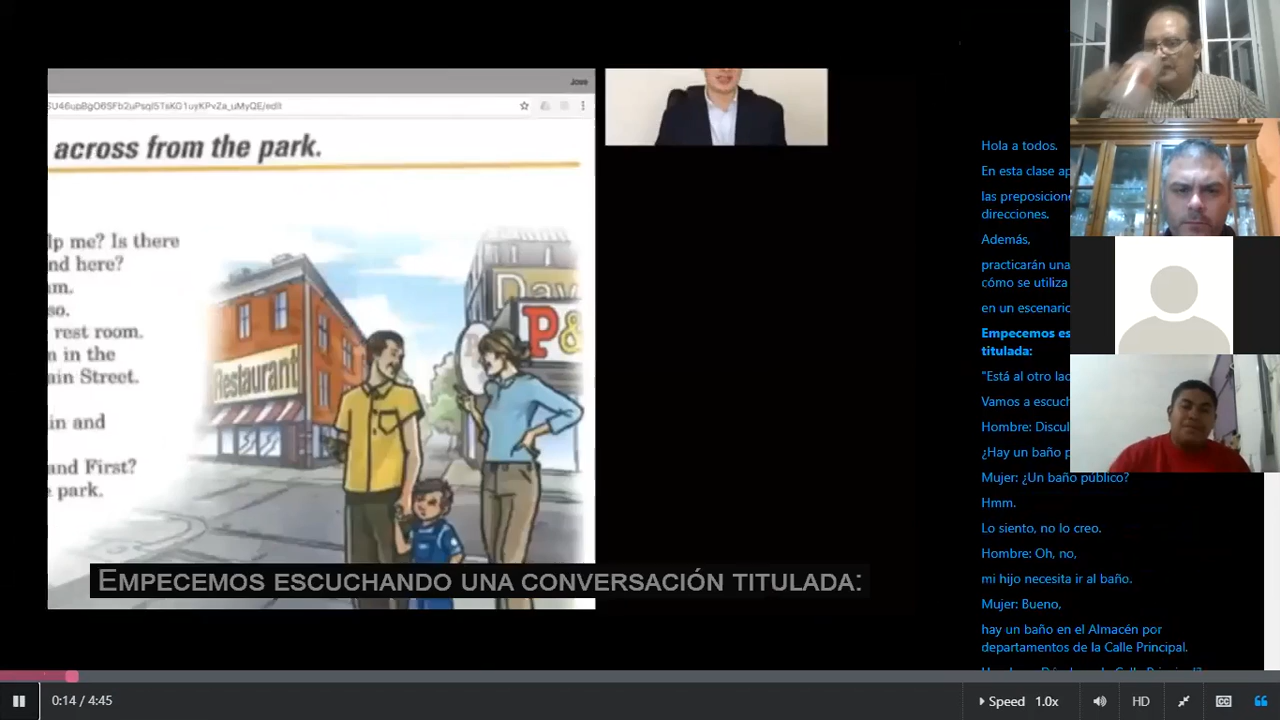 Jose
SU46upBgO6SFb2uPsqI5TsKG1uyKPvZa_uMyQE/edit
across from the park.
lp me? Is there
nd here?
m.
so.
rest room.
n in the
ain Street.
in and
and First?
park.
Restaurant
Dav
P&
EMPECEMOS ESCUCHANDO UNA CONVERSACIÓN TITULADA:
Hola a todos.
En esta clase ap
las preposicion
direcciones.
Además,
practicarán una
cómo se utiliza
en un escenario
Empecemos es
titulada:
"Está al otro lad
Vamos a escuch
Hombre: Discul
¿Hay un baño p
Mujer: ¿Un baño público?
Hmm.
Lo siento, no lo creo.
Hombre: Oh, no,
mi hijo necesita ir al baño.
Mujer: Bueno,
hay un baño en el Almacén por
departamentos de la Calle Principal.
0:14 / 4:45
Speed 1.0x
HD
CC